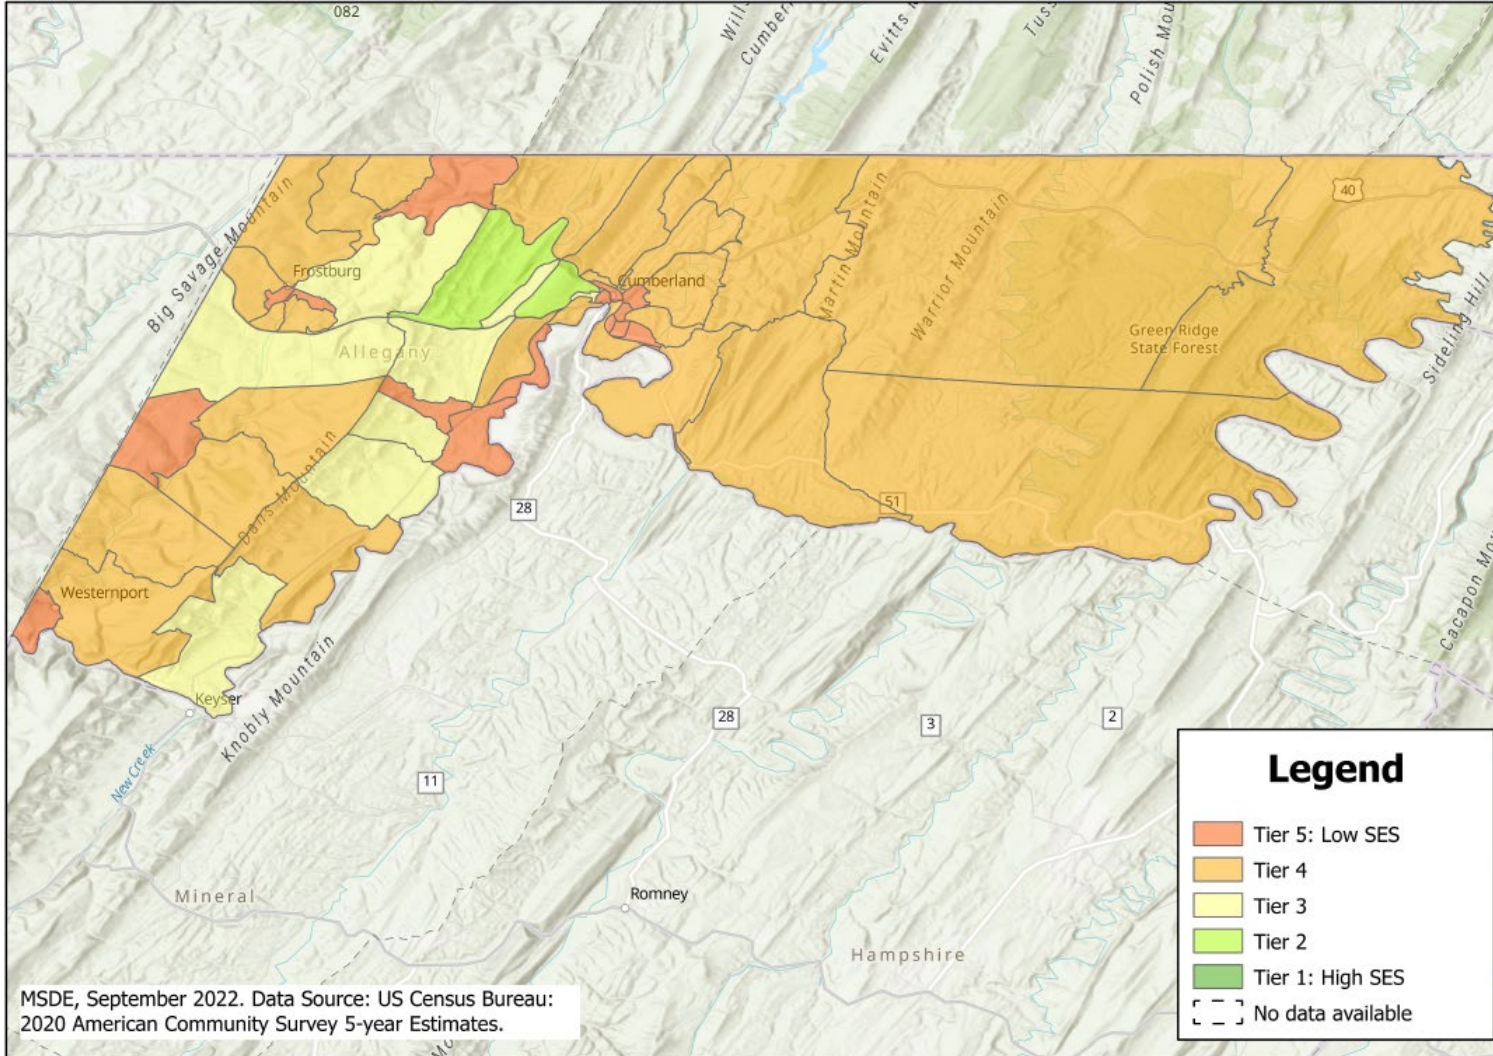 082
Tuss
Polish Mou
Cumber
Evitts
Big Savage Mountain
Frostburg
Cumberland
Martin Mountain
Warrior Mountain
40
Allegany
Green Ridge
State Forest
Sideling Hill
Dans Mountain
28
51
Westernport
Cacapon Mo
Keyser
Knobly Mountain
New Creek
28
3
2
11
Mineral
Romney
Hampshire
Legend
Tier 5: Low SES
Tier 4
Tier 3
Tier 2
Tier 1: High SES
No data available
MSDE, September 2022. Data Source: US Census Bureau:
2020 American Community Survey 5-year Estimates.